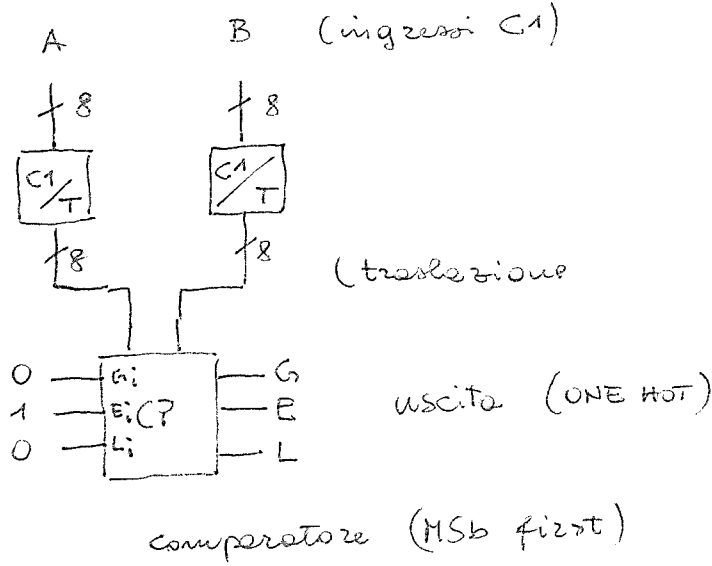 A B (ingressi C1)
8 8
C1/T C1/T
8 8
(traslazione
0 Gi G
1 Ei C? E uscita (ONE HOT)
0 Li L
comparatore (MSb first)